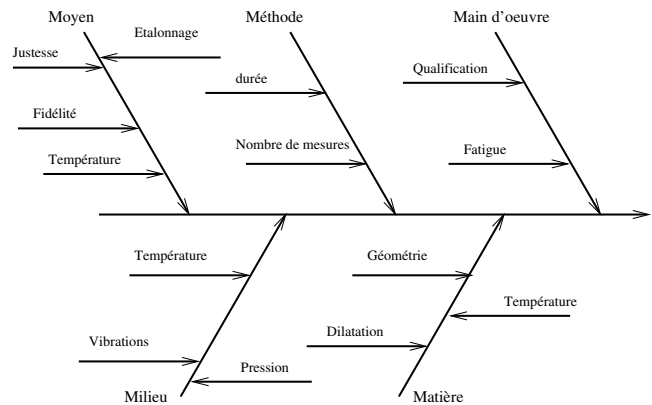 Moyen
Méthode
Main d'oeuvre
Etalonnage
Justesse
durée
Qualification
Fidélité
Nombre de mesures
Fatigue
Température
Température
Géométrie
Température
Dilatation
Vibrations
Pression
Milieu
Matière